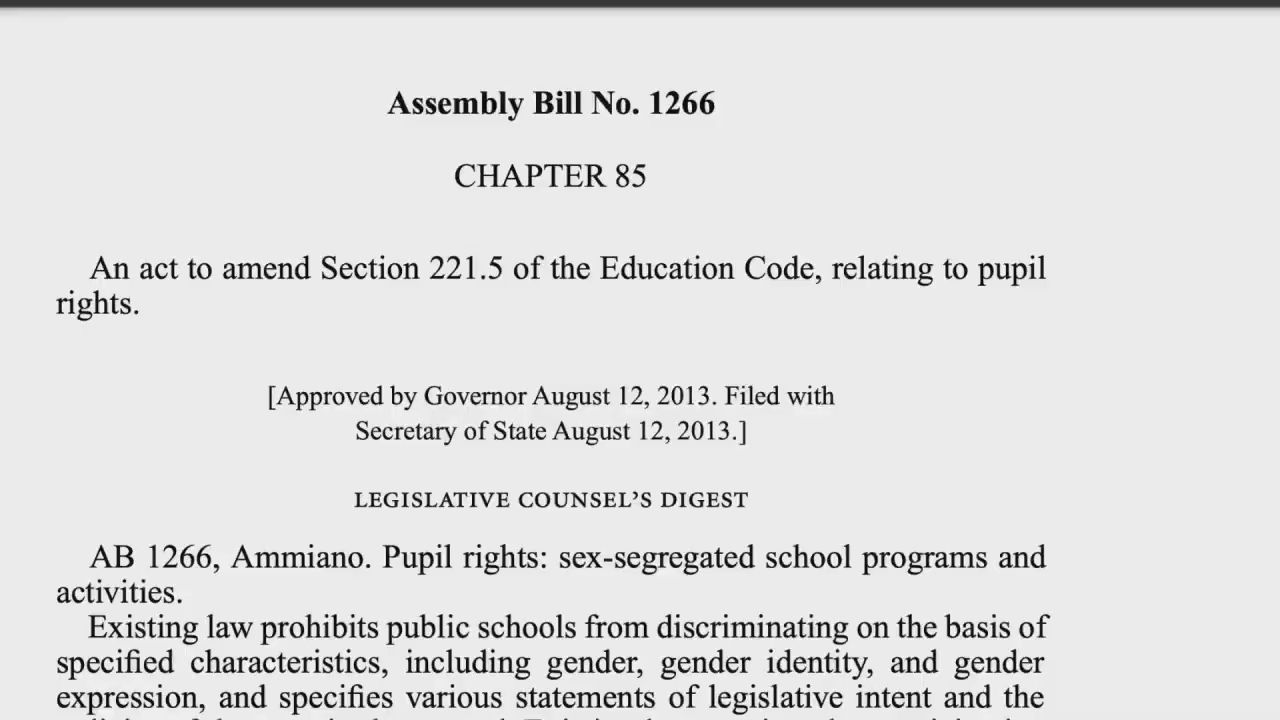 Assembly Bill No. 1266
CHAPTER 85
An act to amend Section 221.5 of the Education Code, relating to pupil
rights.
[Approved by Governor August 12, 2013. Filed with
Secretary of State August 12, 2013.]
LEGISLATIVE COUNSEL’S DIGEST
AB 1266, Ammiano. Pupil rights: sex-segregated school programs and
activities.
Existing law prohibits public schools from discriminating on the basis of
specified characteristics, including gender, gender identity, and gender
expression, and specifies various statements of legislative intent and the